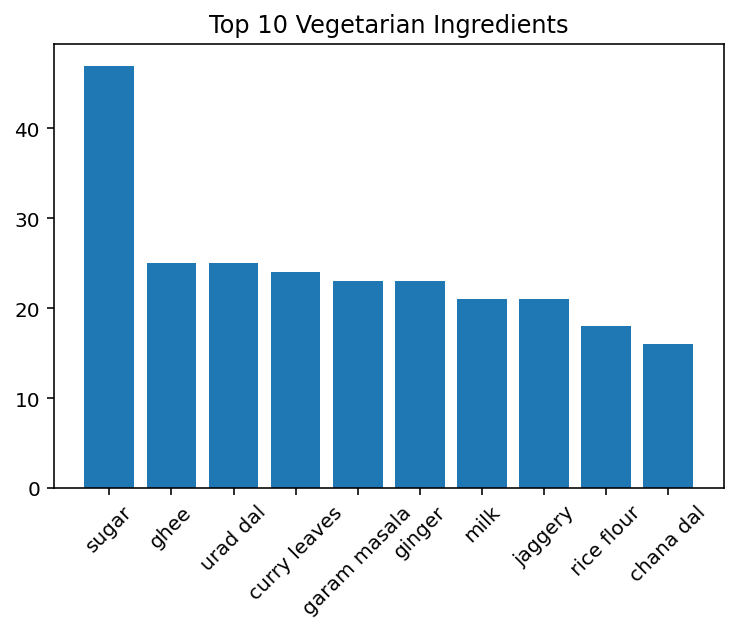 Top 10 Vegetarian Ingredients
40
30
20
10
0
sugar
ghee
urad dal
curry leaves
garam masala
ginger
milk
jaggery
rice flour
chana dal